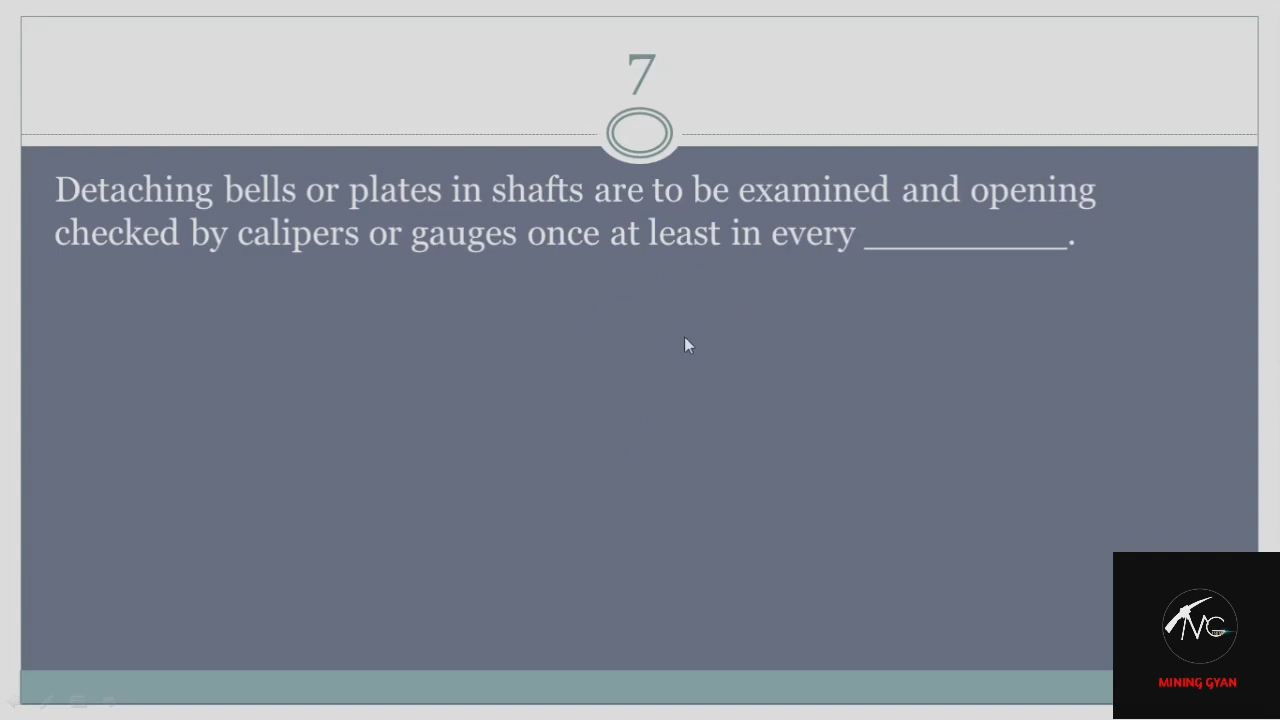 7
Detaching bells or plates in shafts are to be examined and opening
checked by calipers or gauges once at least in every ___________.
MG
MINING GYAN